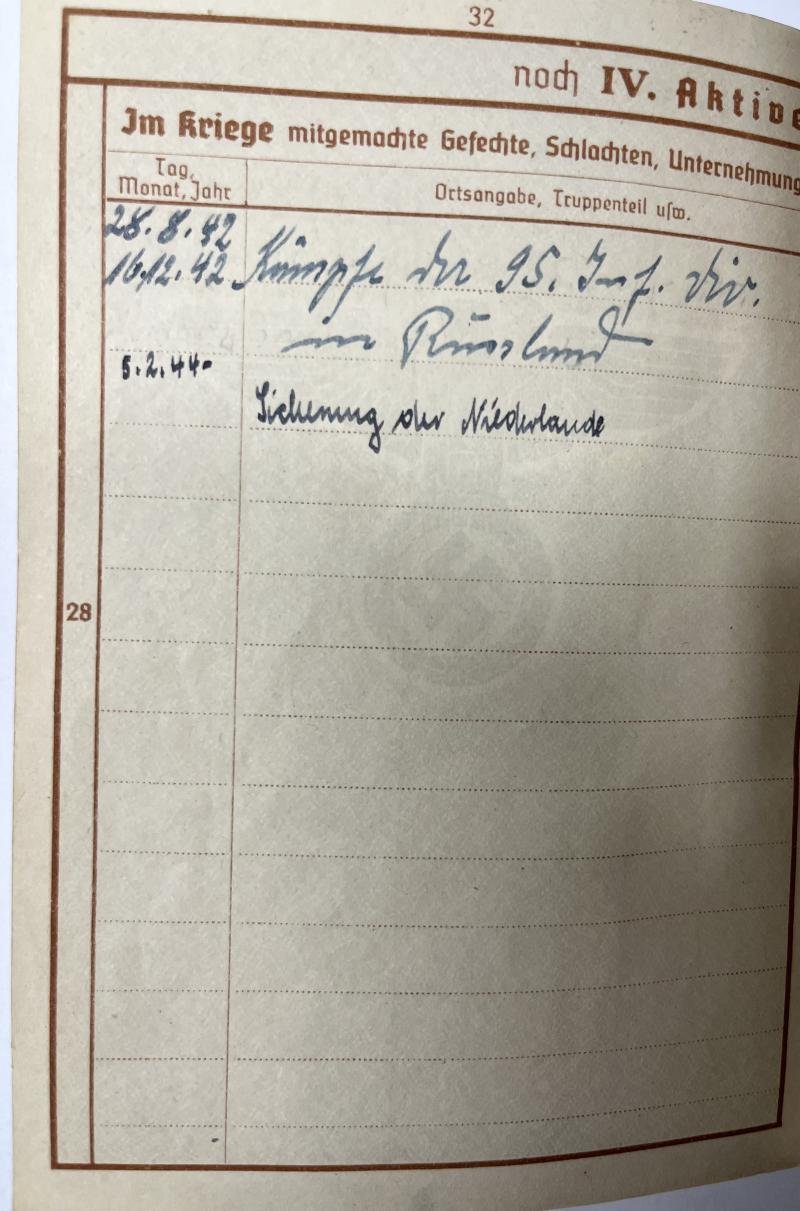 32
noch IV. Aktive
Im Kriege mitgemachte Gefechte, Schlachten, Unternehmung
Tag,
Monat, Jahr
Ortsangabe, Truppenteil usw.
28.8.42
16.12.42 Kämpfe der 95. Inf. Div.
in Russland
5.2.44-
Sicherung der Niederlande
28